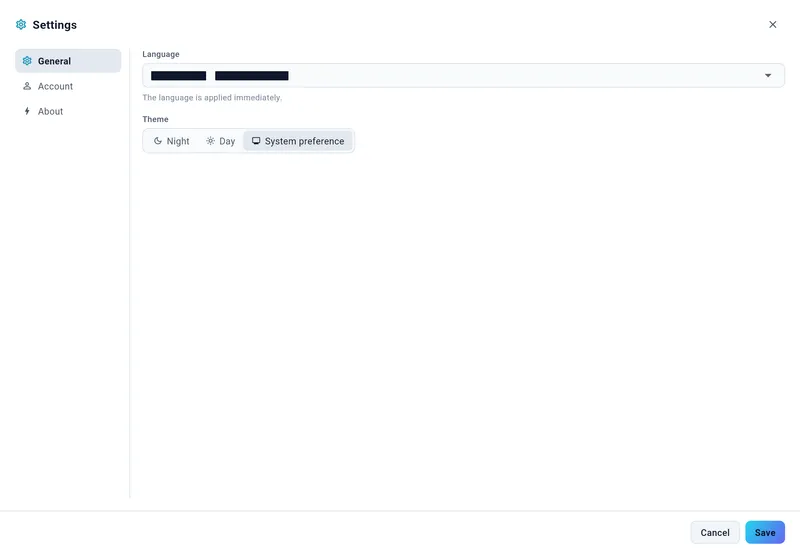 Settings
General
Account
About
Language
The language is applied immediately.
Theme
Night
Day
System preference
Cancel
Save